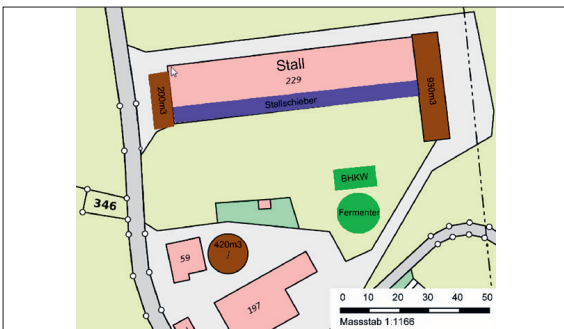 Stall
229
200m3
Stallschieber
930m3
BHKW
346
Fermenter
59
420m3
/
197
0 10 20 30 40 50
Massstab 1:1166